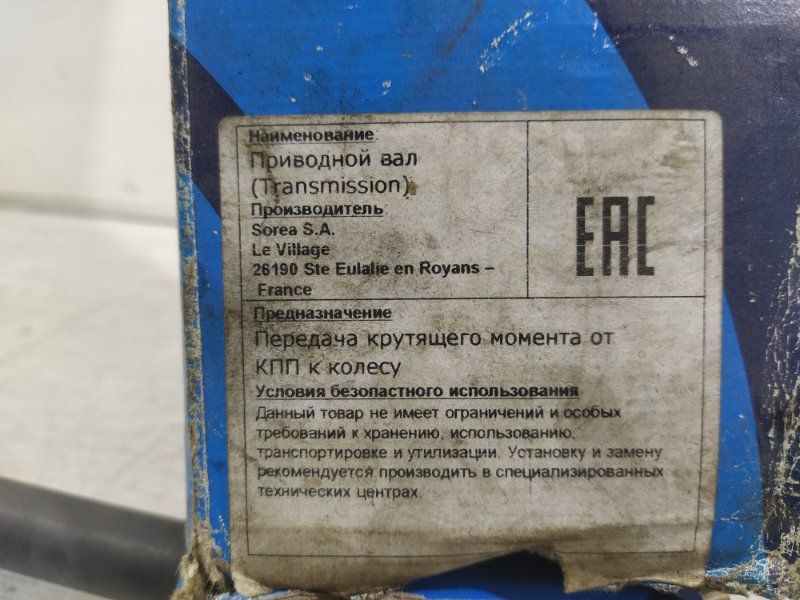 Наименование
Приводной вал
(Transmission)
Производитель
Sorea S.A.
Le Village
26190 Ste Eulalie en Royans –
France
EAC
Предназначение
Передача крутящего момента от
КПП к колесу
Условия безопастного использования
Данный товар не имеет ограничений и особых
требований к хранению, использованию,
транспортировке и утилизации. Установку и замену
рекомендуется производить в специализированных
технических центрах.